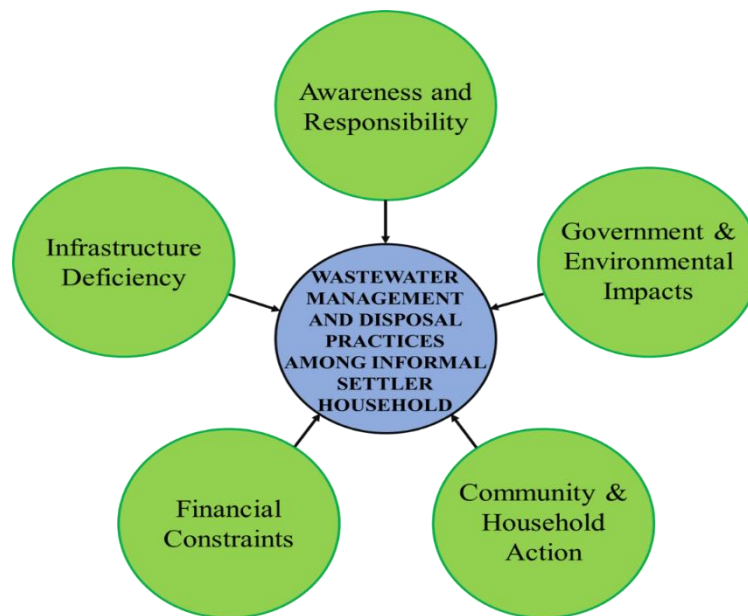 Awareness and
Responsibility
Infrastructure
Deficiency
Government &
Environmental
Impacts
WASTEWATER
MANAGEMENT
AND DISPOSAL
PRACTICES
AMONG INFORMAL
SETTLER
HOUSEHOLD
Financial
Constraints
Community &
Household
Action